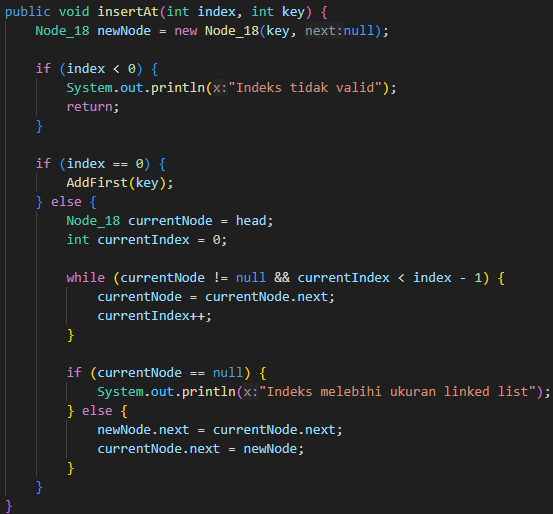 public void insertAt(int index, int key) {
Node_18 newNode = new Node_18(key, next:null);
if (index < 0) {
System.out.println(x:"Indeks tidak valid");
return;
}
if (index == 0) {
AddFirst(key);
} else {
Node_18 currentNode = head;
int currentIndex = 0;
while (currentNode != null && currentIndex < index - 1) {
currentNode = currentNode.next;
currentIndex++;
}
if (currentNode == null) {
System.out.println(x:"Indeks melebihi ukuran linked list");
} else {
newNode.next = currentNode.next;
currentNode.next = newNode;
}
}
}